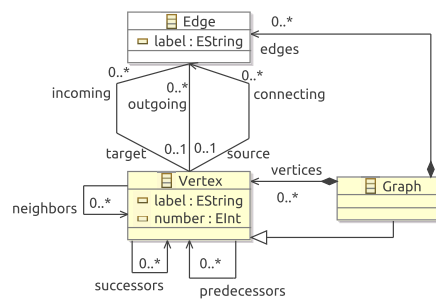 Edge
0..*
label : EString
edges
0..*
0..*
0..*
incoming
outgoing
connecting
0..1
0..1
target
source
vertices
Vertex
0..*
Graph
label : EString
neighbors
0..*
number : EInt
0..*
0..*
successors
predecessors